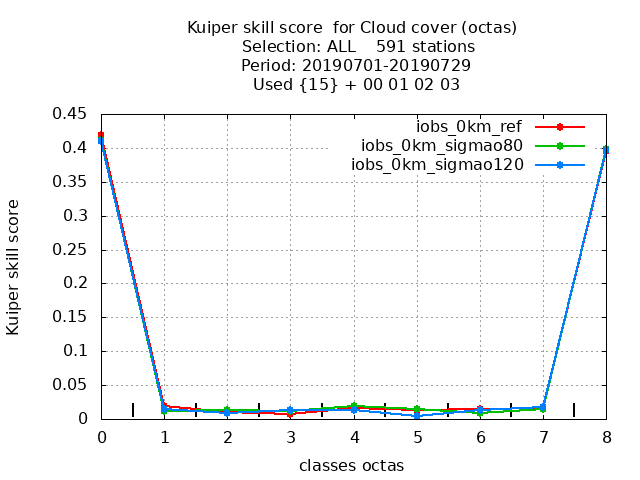 Kuiper skill score  for Cloud cover (octas)
Selection: ALL    591 stations
Period: 20190701-20190729
Used {15} + 00 01 02 03
iobs_0km_ref
iobs_0km_sigmao80
iobs_0km_sigmao120
Kuiper skill score
0.45
0.4
0.35
0.3
0.25
0.2
0.15
0.1
0.05
0
0 1 2 3 4 5 6 7 8
classes octas